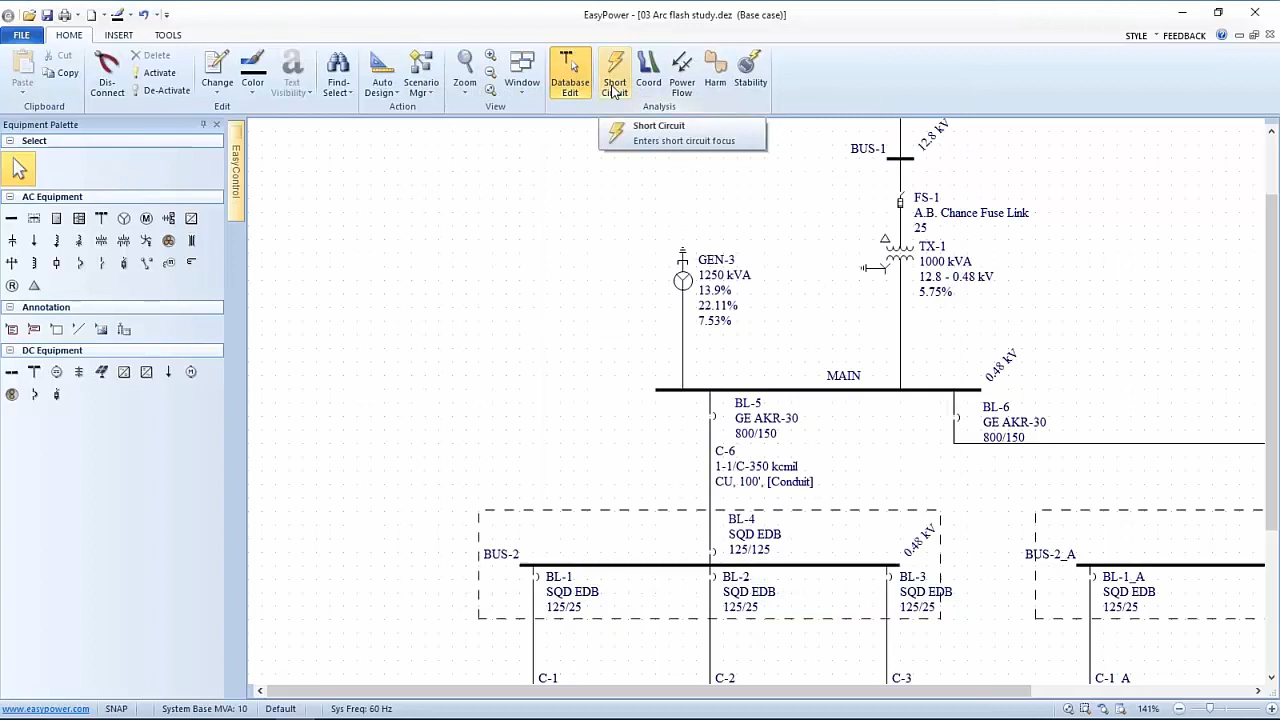 EasyPower - [03 Arc flash study.dez  (Base case)]
FILE
HOME
INSERT
TOOLS
STYLE
FEEDBACK
Paste
Cut
Copy
Clipboard
Dis-
Connect
Delete
Activate
De-Activate
Change
Color
Text
Visibility
Edit
Find-
Select
Auto
Design
Scenario
Mgr
Action
Zoom
Window
View
Database
Edit
Short
Circuit
Coord
Power
Flow
Harm
Stability
Analysis
Short Circuit
Enters short circuit focus
Equipment Palette
Select
AC Equipment
Annotation
DC Equipment
EasyControl
BUS-1
12.8 kV
FS-1
A.B. Chance Fuse Link
25
TX-1
1000 kVA
12.8 - 0.48 kV
5.75%
GEN-3
1250 kVA
13.9%
22.11%
7.53%
MAIN
0.48 kV
BL-5
GE AKR-30
800/150
BL-6
GE AKR-30
800/150
C-6
1-1/C-350 kcmil
CU, 100', [Conduit]
BL-4
SQD EDB
125/125
BUS-2
0.48 kV
BUS-2_A
BL-1
SQD EDB
125/25
BL-2
SQD EDB
125/25
BL-3
SQD EDB
125/25
BL-1_A
SQD EDB
125/25
C-1
C-2
C-3
C-1_A
www.easypower.com
SNAP
System Base MVA: 10
Default
Sys Freq: 60 Hz
141%